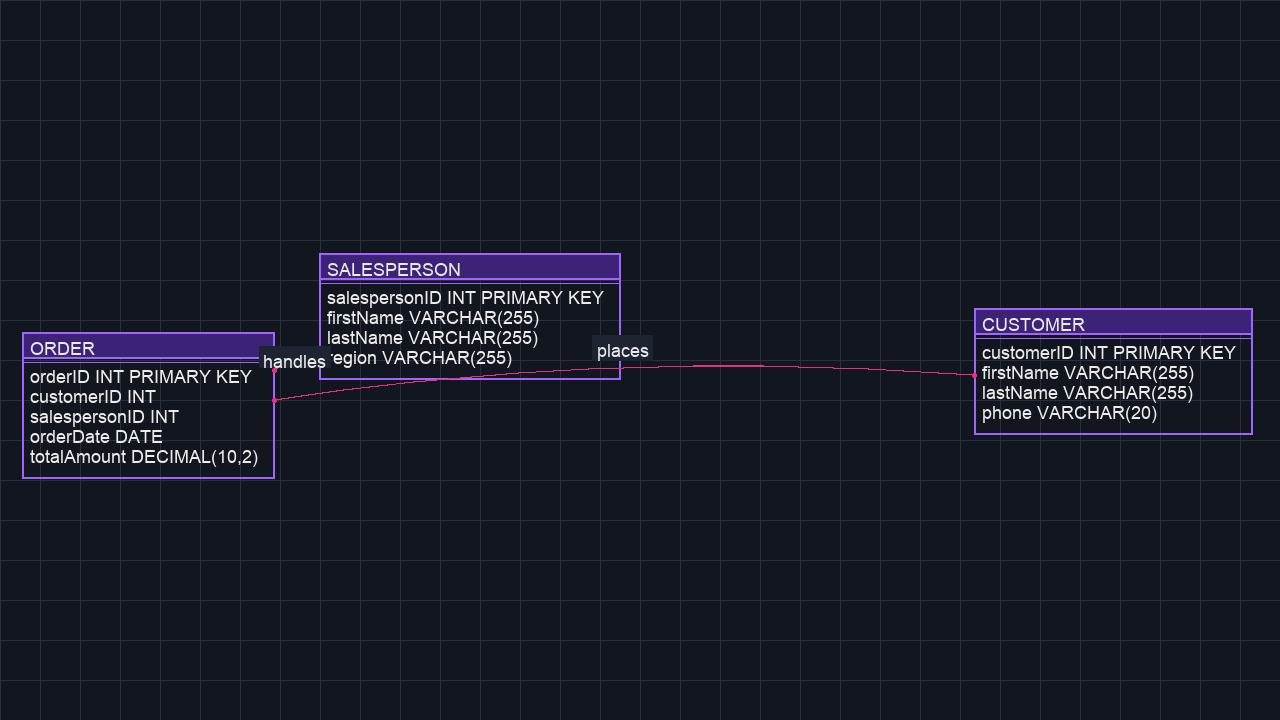 SALESPERSON
salespersonID INT PRIMARY KEY
firstName VARCHAR(255)
lastName VARCHAR(255)
region VARCHAR(255)
ORDER
orderID INT PRIMARY KEY
customerID INT
salespersonID INT
orderDate DATE
totalAmount DECIMAL(10,2)
handles
places
CUSTOMER
customerID INT PRIMARY KEY
firstName VARCHAR(255)
lastName VARCHAR(255)
phone VARCHAR(20)